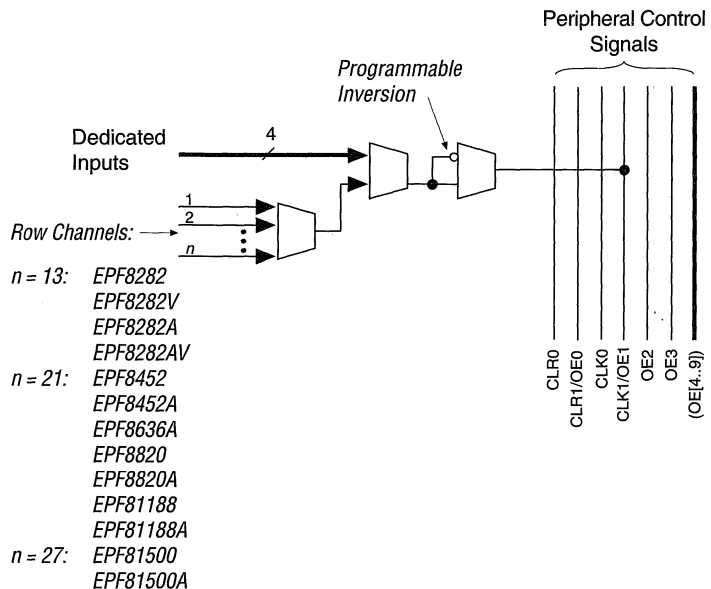 Peripheral Control
Signals
Programmable
Inversion
Dedicated
Inputs
4
Row Channels:
1
2
n
n = 13: EPF8282
EPF8282V
EPF8282A
EPF8282AV
n = 21: EPF8452
EPF8452A
EPF8636A
EPF8820
EPF8820A
EPF81188
EPF81188A
n = 27: EPF81500
EPF81500A
CLR0
CLR1/OE0
CLK0
CLK1/OE1
OE2
OE3
(OE[4..9])